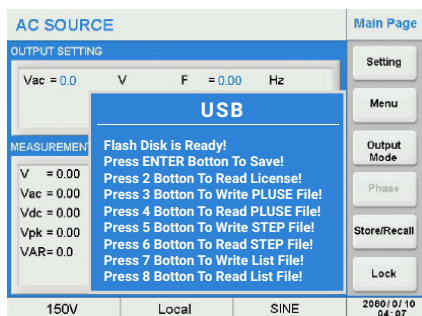 AC SOURCE
Main Page
OUTPUT SETTING
Vac = 0.0 V F = 0.00 Hz
Setting
Menu
USB
Flash Disk is Ready!
Press ENTER Botton To Save!
Press 2 Botton To Read License!
Press 3 Botton To Write PLUSE File!
Press 4 Botton To Read PLUSE File!
Press 5 Botton To Write STEP File!
Press 6 Botton To Read STEP File!
Press 7 Botton To Write List File!
Press 8 Botton To Read List File!
MEASUREMEN
V = 0.00
Vac = 0.00
Vdc = 0.00
Vpk = 0.00
VAR= 0.0
Output
Mode
Phase
Store/Recall
Lock
150V
Local
SINE
2080/0/10
04:07